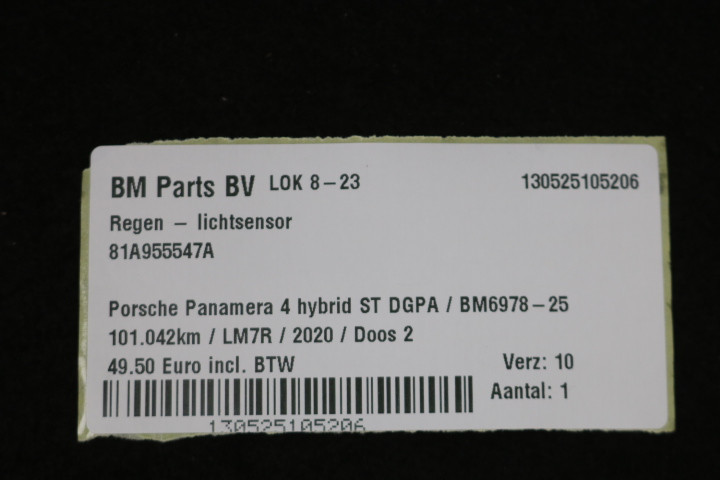 BM Parts BV LOK 8-23 130525105206
Regen - lichtsensor
81A955547A
Porsche Panamera 4 hybrid ST DGPA / BM6978-25
101.042km / LM7R / 2020 / Doos 2
49.50 Euro incl. BTW Verz: 10
Aantal: 1
130525105206